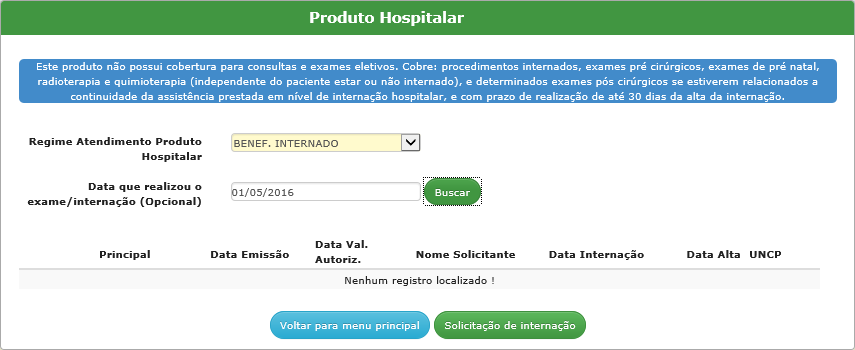 Produto Hospitalar
Este produto não possui cobertura para consultas e exames eletivos. Cobre: procedimentos internados, exames pré cirúrgicos, exames de pré natal,
radioterapia e quimioterapia (independente do paciente estar ou não internado), e determinados exames pós cirúrgicos se estiverem relacionados a
continuidade da assistência prestada em nível de internação hospitalar, e com prazo de realização de até 30 dias da alta da internação.
Regime Atendimento Produto
Hospitalar
BENEF. INTERNADO
Data que realizou o
exame/internação (Opcional)
01/05/2016
Buscar
Principal Data Emissão Data Val.
Autoriz. Nome Solicitante Data Internação Data Alta UNCP
Nenhum registro localizado !
Voltar para menu principal Solicitação de internação